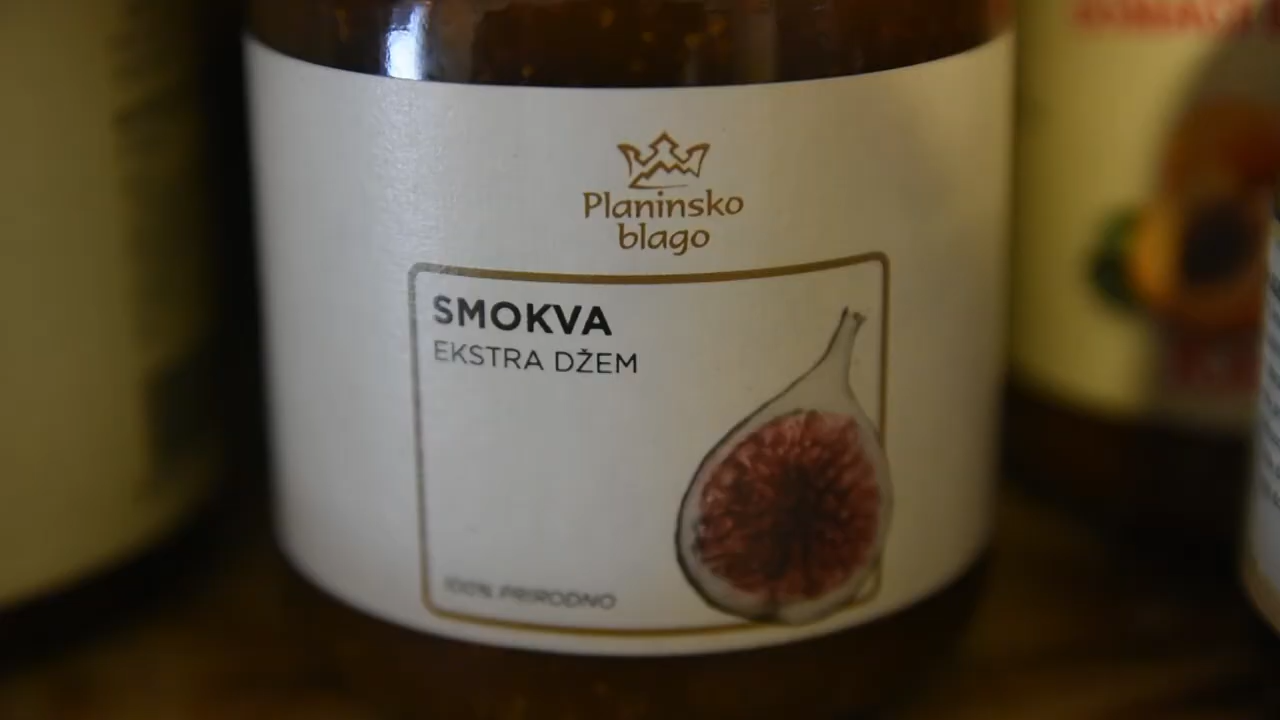 Planinsko
blago
SMOKVA
EKSTRA DŽEM
100% PRIRODNO